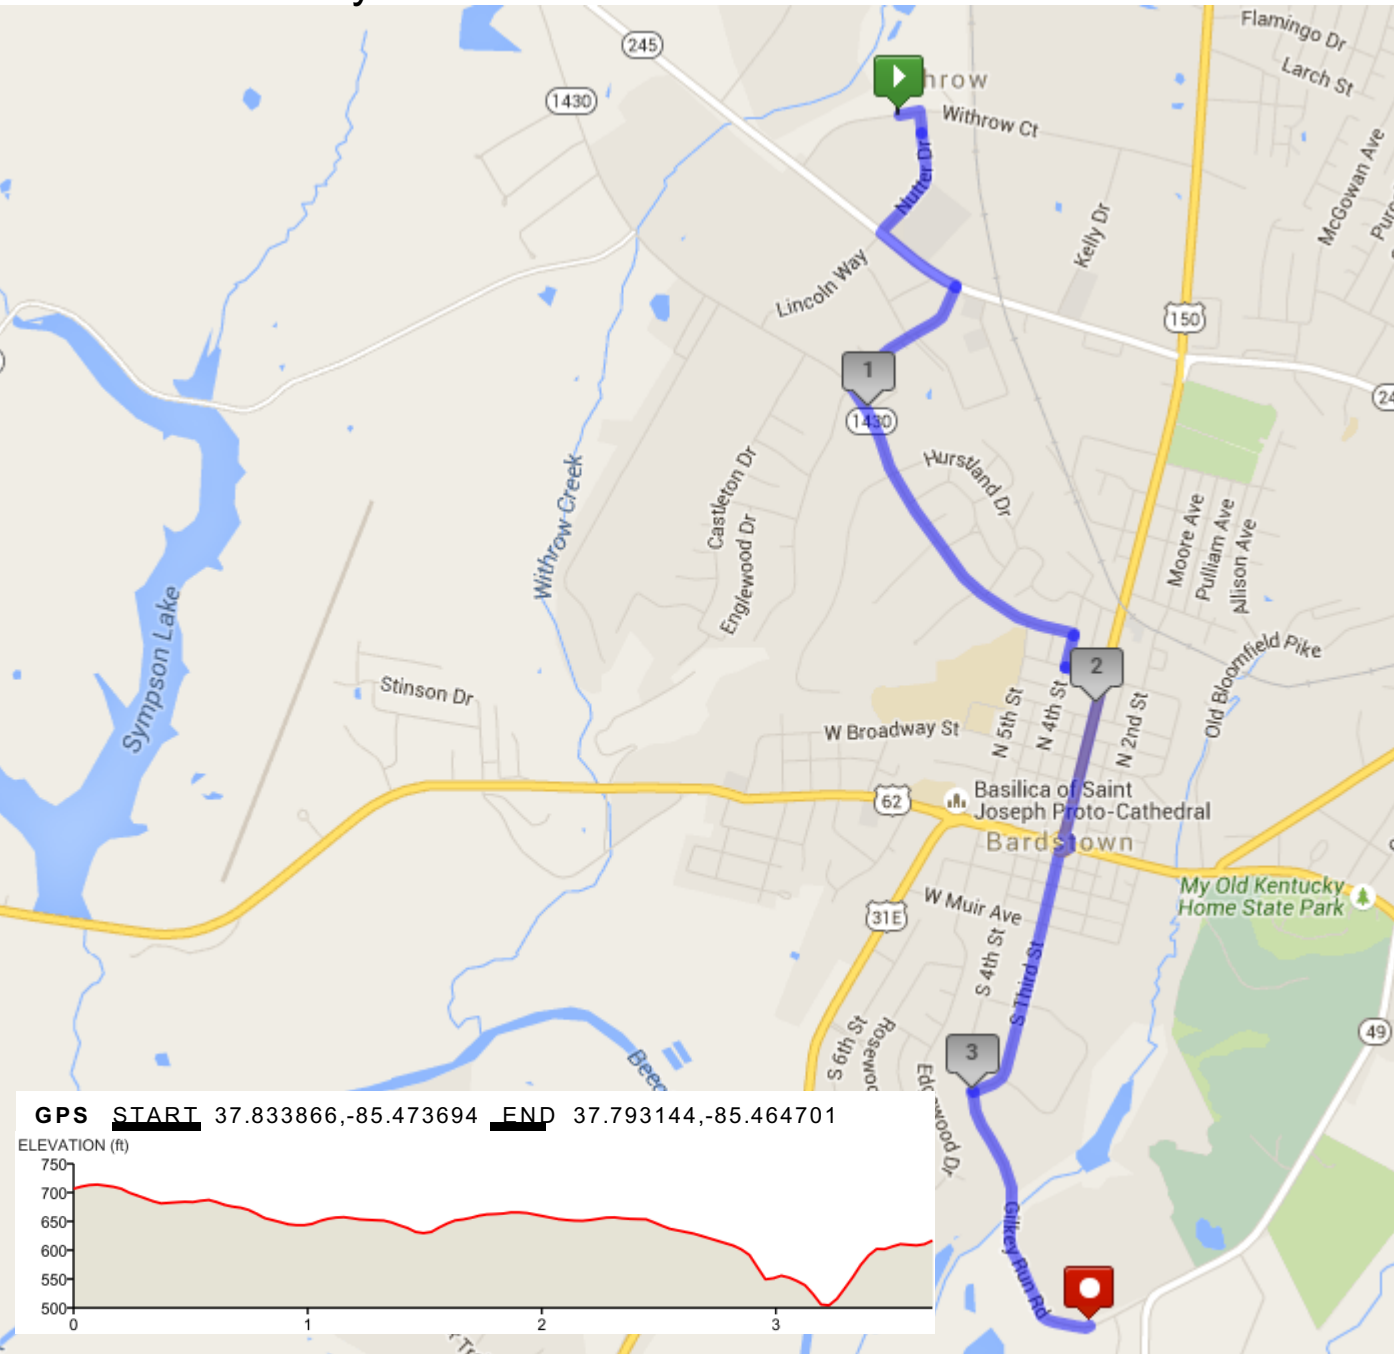 245
1430
Flamingo Dr
Larch St
McGowan Ave
hrow
Withrow Ct
Nutter Dr
Kelly Dr
Lincoln Way
150
1
1430
Hurstland Dr
Castleton Dr
Englewood Dr
Withrow Creek
Moore Ave
Pulliam Ave
Allison Ave
Sympson Lake
Stinson Dr
2
Old Bloomfield Pike
N 5th St
N 4th St
N 2nd St
W Broadway St
62
Basilica of Saint
Joseph Proto-Cathedral
Bardstown
My Old Kentucky
Home State Park
31E
W Muir Ave
S 4th St
S Third St
S 6th St
49
3
Gilkey Run Rd
GPS START 37.833866,-85.473694 END 37.793144,-85.464701
ELEVATION (ft)
750
700
650
600
550
500
0 1 2 3